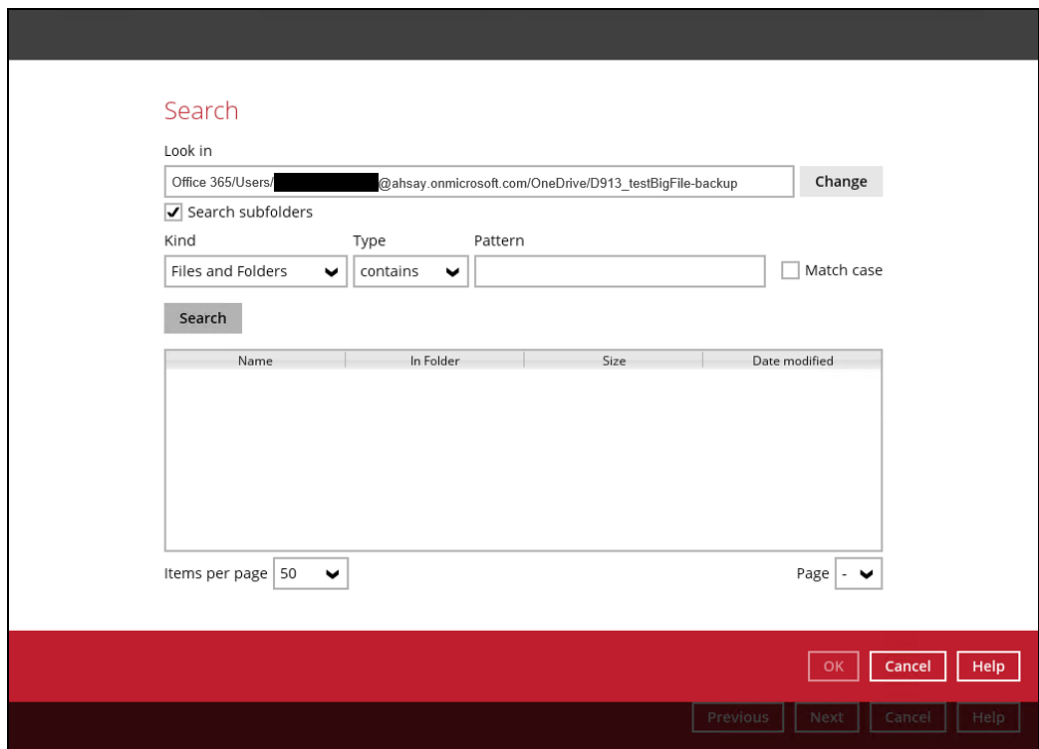 Search
Look in
Office 365/Users/ @ahsay.onmicrosoft.com/OneDrive/D913_testBigFile-backup Change
Search subfolders
Kind Type Pattern
Files and Folders contains Match case
Search
Name In Folder Size Date modified
Items per page 50 Page -
OK Cancel Help
Previous Next Cancel Help